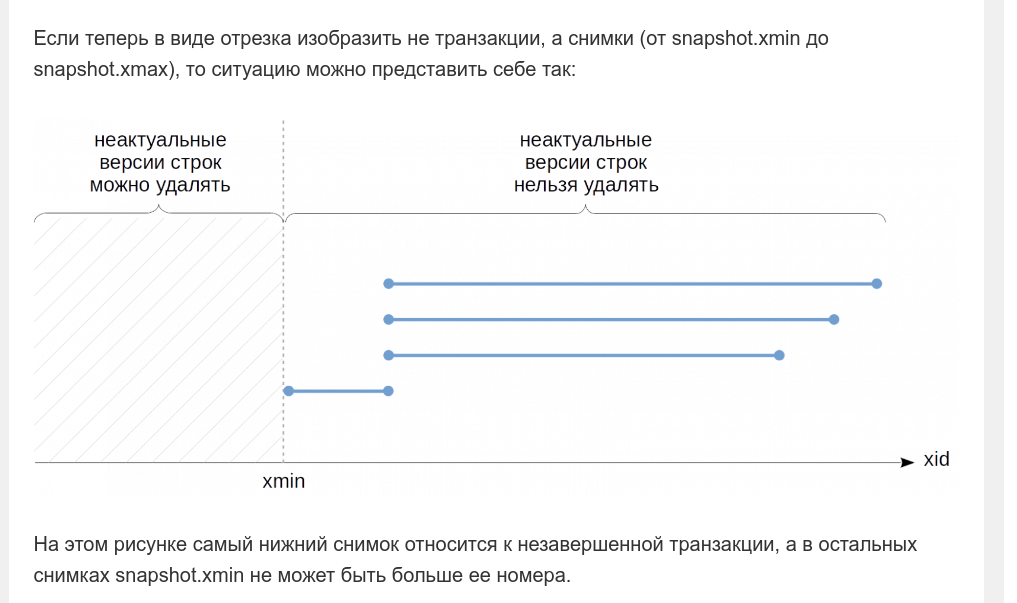 Если теперь в виде отрезка изобразить не транзакции, а снимки (от snapshot.xmin до
snapshot.xmax), то ситуацию можно представить себе так:
неактуальные
версии строк
можно удалять
неактуальные
версии строк
нельзя удалять
xid
xmin
На этом рисунке самый нижний снимок относится к незавершенной транзакции, а в остальных
снимках snapshot.xmin не может быть больше ее номера.